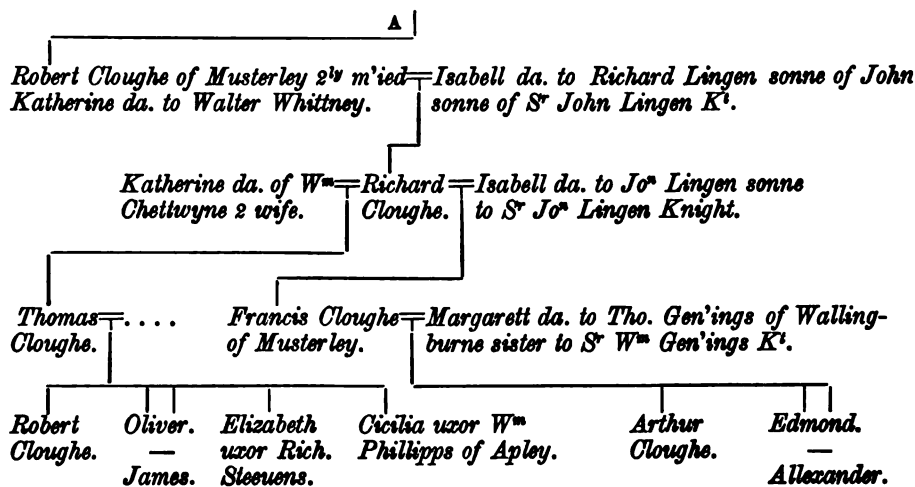 A
Robert Cloughe of Musterley 2ly m'ied=Isabell da. to Richard Lingen sonne of John
Katherine da. to Walter Whittney. sonne of Sr John Lingen Kt.
Katherine da. of Wm=Richard=Isabell da. to Jon Lingen sonne
Chettwyne 2 wife. Cloughe. to Sr Jon Lingen Knight.
Thomas=.... Francis Cloughe=Margarett da. to Tho. Gen'ings of Walling-
Cloughe. of Musterley. burne sister to Sr Wm Gen'ings Kt.
Robert Oliver. Elizabeth Cicilia uxor Wm Arthur Edmond.
Cloughe. — uxor Rich. Phillipps of Apley. Cloughe. —
James. Steeuens. Allexander.